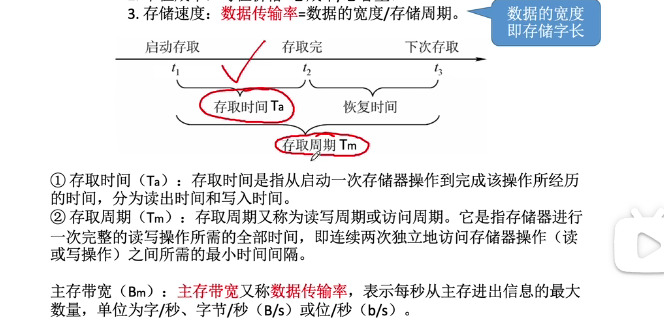 3. 存储速度：数据传输率=数据的宽度/存储周期。
数据的宽度
即存储字长
启动存取 存取完 下次存取
t1 t2 t3
存取时间 Ta 恢复时间
存取周期 Tm
① 存取时间（Ta）：存取时间是指从启动一次存储器操作到完成该操作所经历
的时间，分为读出时间和写入时间。
② 存取周期（Tm）：存取周期又称为读写周期或访问周期。它是指存储器进行
一次完整的读写操作所需的全部时间，即连续两次独立地访问存储器操作（读
或写操作）之间所需的最小时间间隔。
主存带宽（Bm）：主存带宽又称数据传输率，表示每秒从主存进出信息的最大
数量，单位为字/秒、字节/秒（B/s）或位/秒（b/s）。